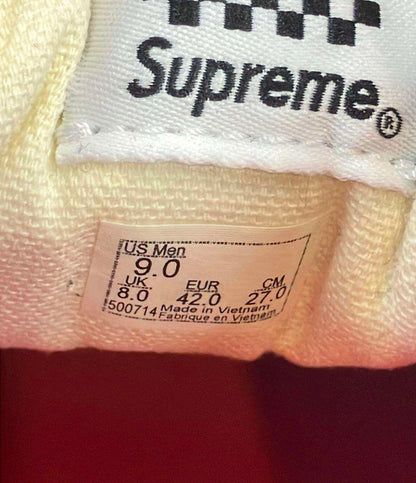 Supreme®
US Men
9.0
UK EUR CM
8.0 42.0 27.0
500714 Made in Vietnam
Fabrique en Vietnam